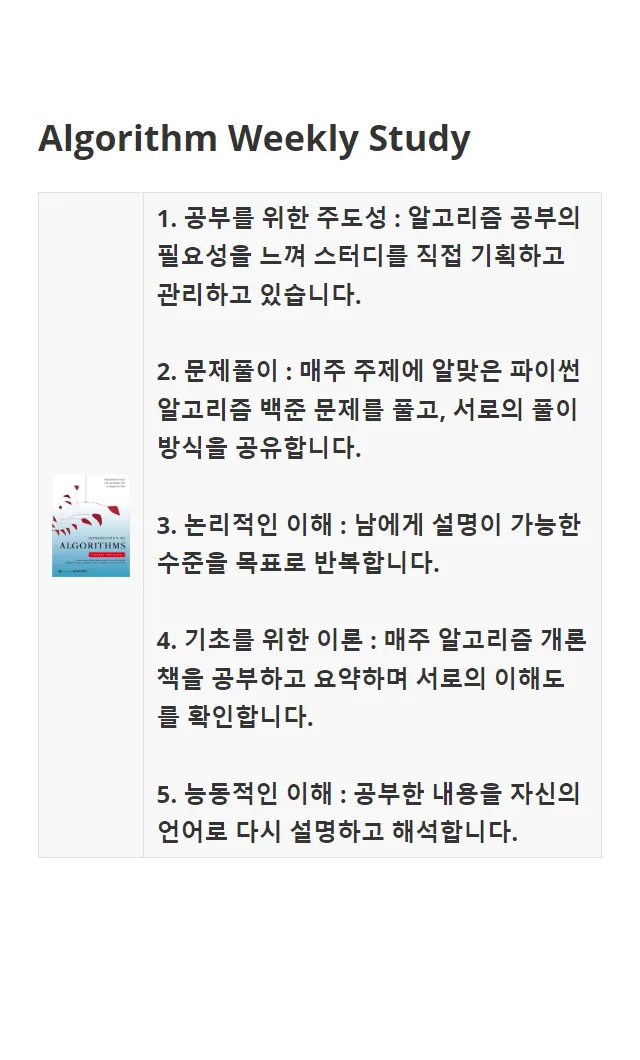 Algorithm Weekly Study
1. 공부를 위한 주도성 : 알고리즘 공부의
필요성을 느껴 스터디를 직접 기획하고
관리하고 있습니다.
2. 문제풀이 : 매주 주제에 알맞은 파이썬
알고리즘 백준 문제를 풀고, 서로의 풀이
방식을 공유합니다.
INTRODUCTION TO
ALGORITHMS
3. 논리적인 이해 : 남에게 설명이 가능한
수준을 목표로 반복합니다.
4. 기초를 위한 이론 : 매주 알고리즘 개론
책을 공부하고 요약하며 서로의 이해도
를 확인합니다.
5. 능동적인 이해 : 공부한 내용을 자신의
언어로 다시 설명하고 해석합니다.